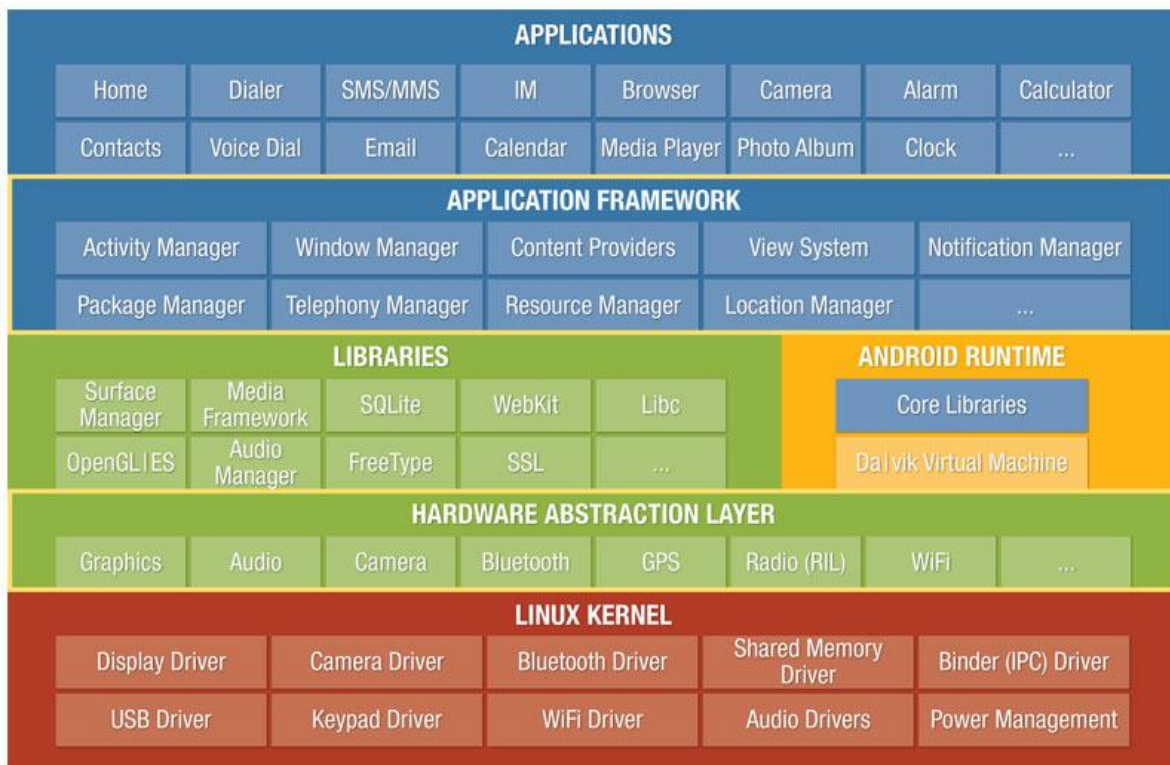 APPLICATIONS
Home Dialer SMS/MMS IM Browser Camera Alarm Calculator
Contacts Voice Dial Email Calendar Media Player Photo Album Clock ...
APPLICATION FRAMEWORK
Activity Manager Window Manager Content Providers View System Notification Manager
Package Manager Telephony Manager Resource Manager Location Manager ...
LIBRARIES
Surface Manager Media Framework SQLite WebKit Libc
OpenGL|ES Audio Manager FreeType SSL ...
ANDROID RUNTIME
Core Libraries
Da|vik Virtual Machine
HARDWARE ABSTRACTION LAYER
Graphics Audio Camera Bluetooth GPS Radio (RIL) WiFi ...
LINUX KERNEL
Display Driver Camera Driver Bluetooth Driver Shared Memory Driver Binder (IPC) Driver
USB Driver Keypad Driver WiFi Driver Audio Drivers Power Management